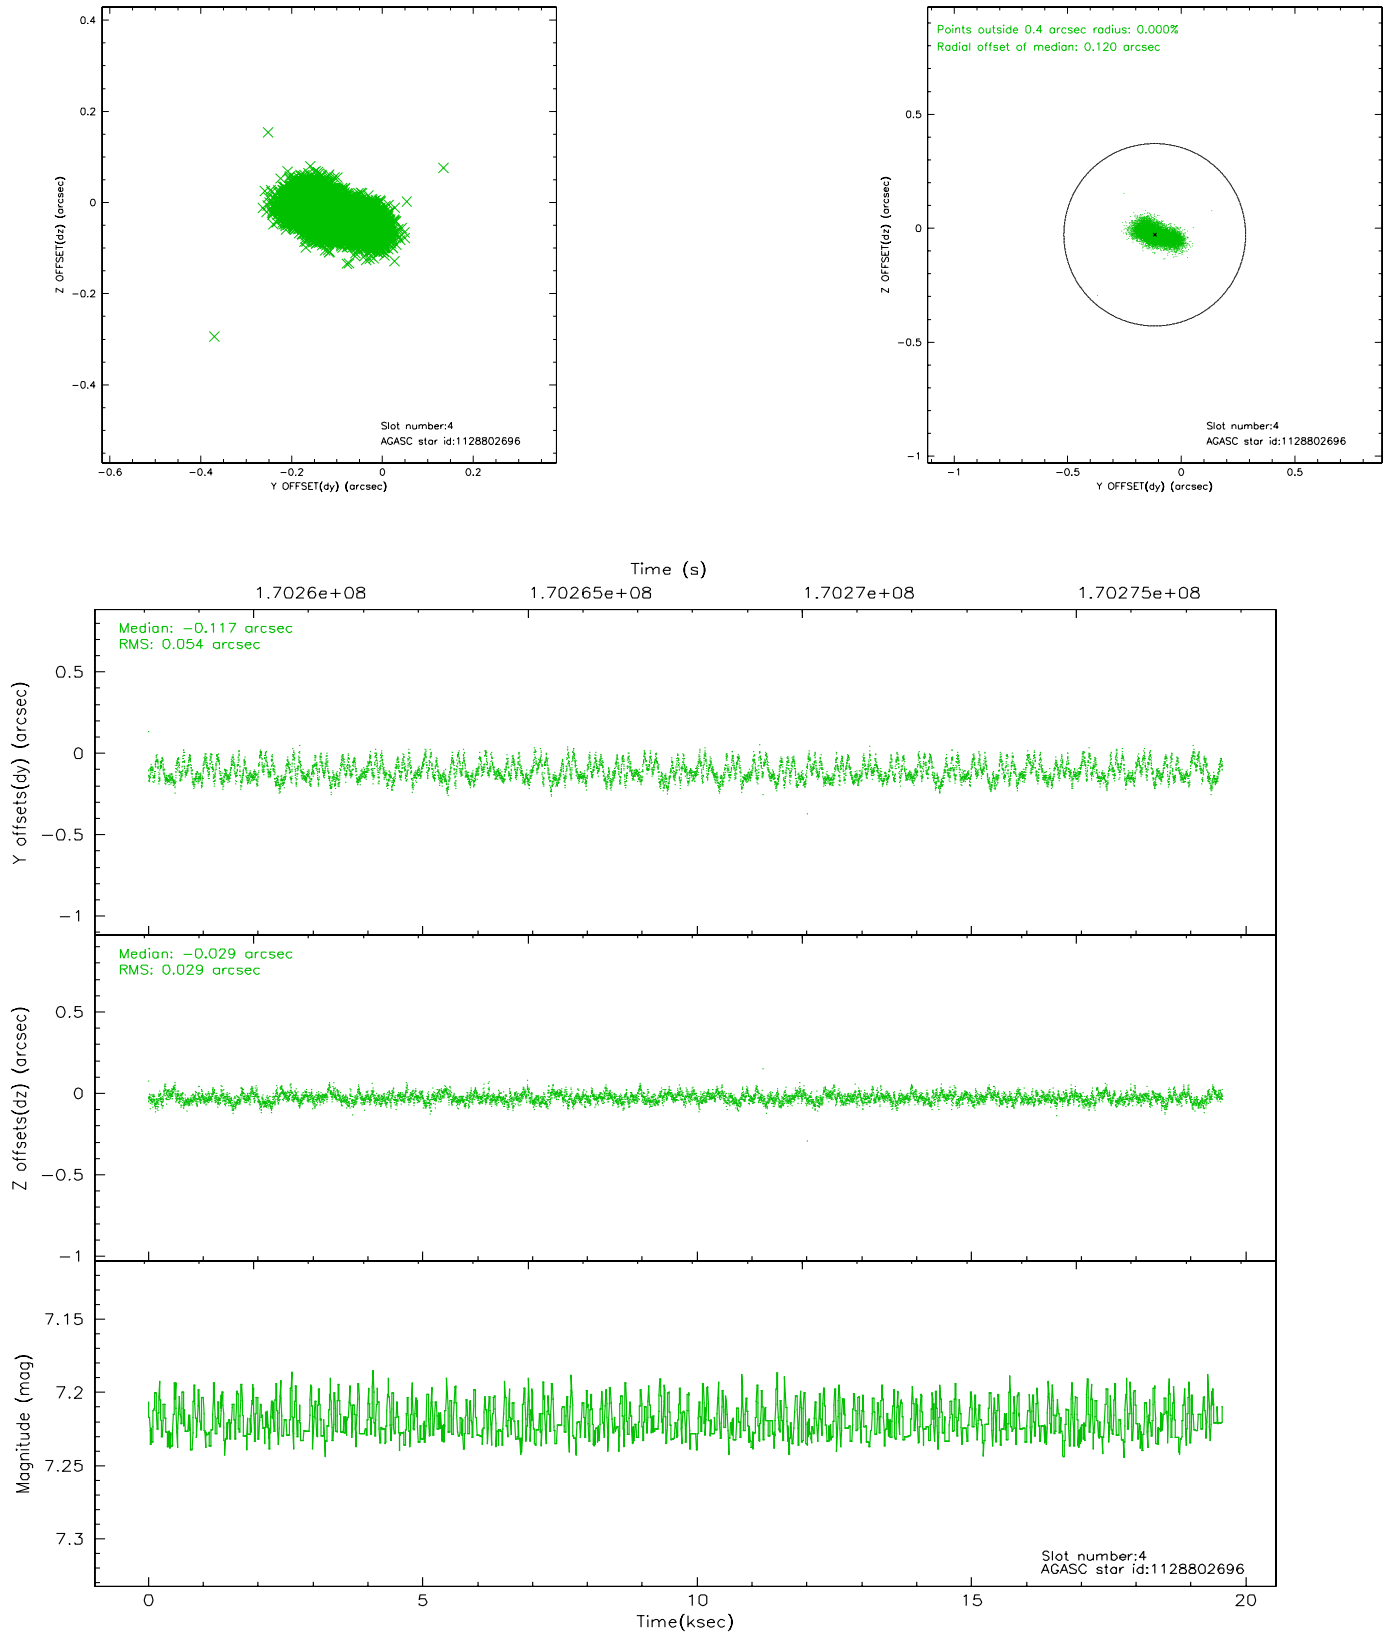 0.4
0.2
0
−0.2
−0.4
Z OFFSET(dz) (arcsec)
Slot number:4
AGASC star id:1128802696
−0.6 −0.4 −0.2 0 0.2
Y OFFSET(dy) (arcsec)
Points outside 0.4 arcsec radius: 0.000%
Radial offset of median: 0.120 arcsec
0.5
0
−0.5
−1
Z OFFSET(dz) (arcsec)
Slot number:4
AGASC star id:1128802696
−1 −0.5 0 0.5
Y OFFSET(dy) (arcsec)
Time (s)
1.7026e+08 1.70265e+08 1.7027e+08 1.70275e+08
Median: −0.117 arcsec
RMS: 0.054 arcsec
0.5
0
−0.5
−1
Y offsets(dy) (arcsec)
Median: −0.029 arcsec
RMS: 0.029 arcsec
0.5
0
−0.5
−1
Z offsets(dz) (arcsec)
7.15
7.2
7.25
7.3
Magnitude (mag)
Slot number:4
AGASC star id:1128802696
0 5 10 15 20
Time(ksec)